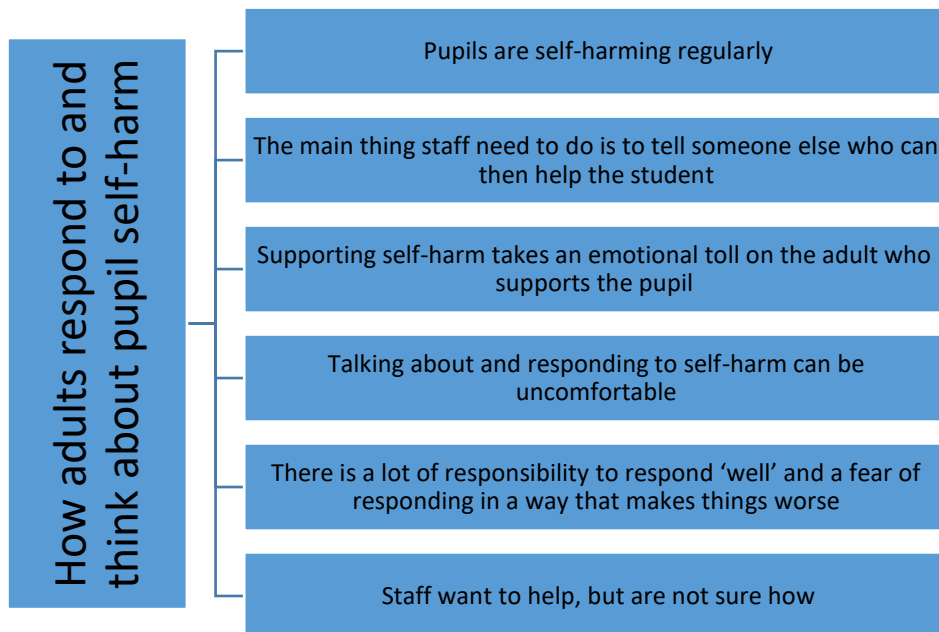 How adults respond to and
think about pupil self-harm
Pupils are self-harming regularly
The main thing staff need to do is to tell someone else who can
then help the student
Supporting self-harm takes an emotional toll on the adult who
supports the pupil
Talking about and responding to self-harm can be
uncomfortable
There is a lot of responsibility to respond ‘well’ and a fear of
responding in a way that makes things worse
Staff want to help, but are not sure how